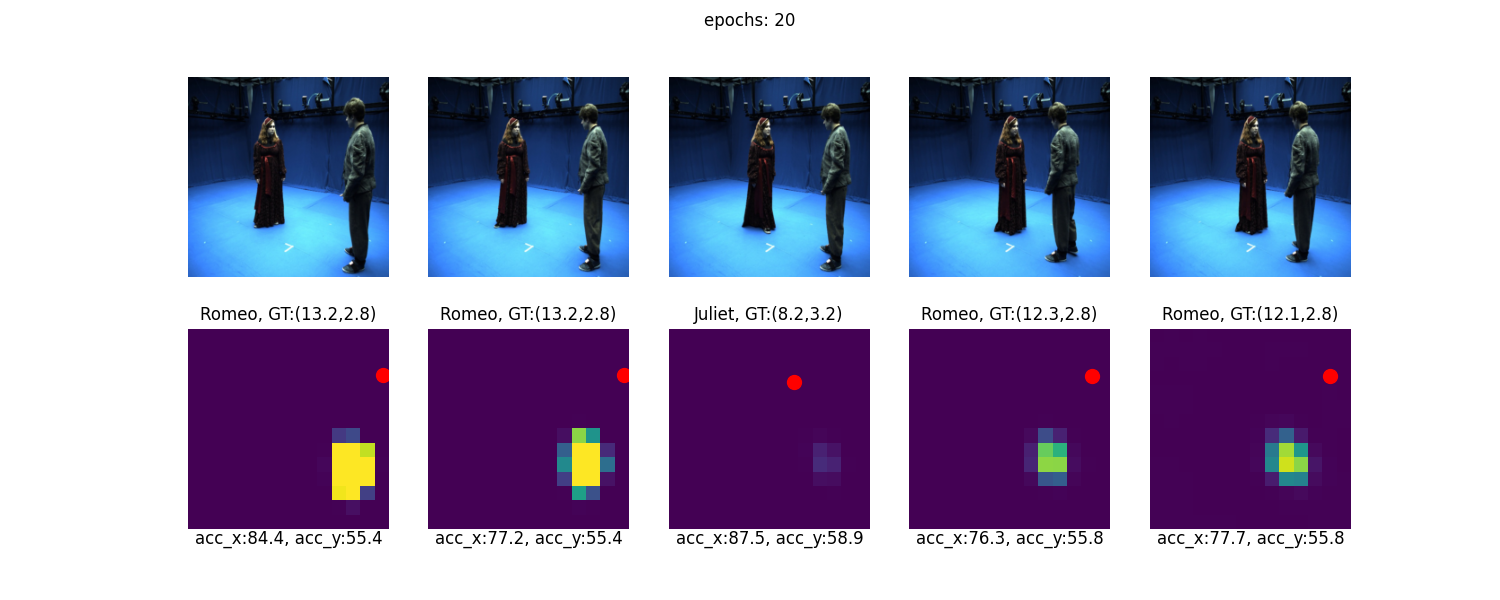 epochs: 20
Romeo, GT:(13.2,2.8)
Romeo, GT:(13.2,2.8)
Juliet, GT:(8.2,3.2)
Romeo, GT:(12.3,2.8)
Romeo, GT:(12.1,2.8)
acc_x:84.4, acc_y:55.4
acc_x:77.2, acc_y:55.4
acc_x:87.5, acc_y:58.9
acc_x:76.3, acc_y:55.8
acc_x:77.7, acc_y:55.8